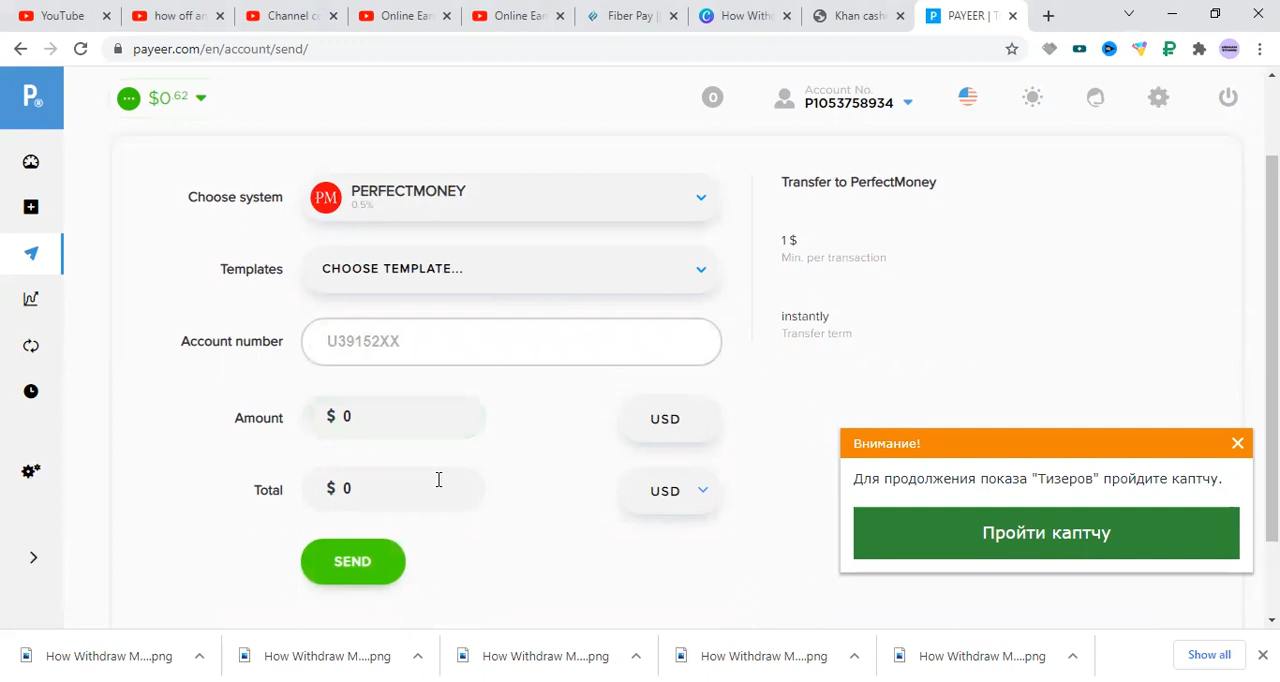 YouTube
how off an
Channel co
Online Ear
Online Ear
Fiber Pay |
How With
Khan cash
PAYEER | T
payeer.com/en/account/send/
P®
$0.62
0
Account No.
P1053758934
Choose system
PM
PERFECTMONEY
0.5%
Templates
CHOOSE TEMPLATE...
Account number
U39152XX
Amount
$ 0
USD
Total
$ 0
USD
SEND
Transfer to PerfectMoney
1 $
Min. per transaction
instantly
Transfer term
Внимание!
Для продолжения показа "Тизеров" пройдите каптчу.
Пройти каптчу
How Withdraw M....png
How Withdraw M....png
How Withdraw M....png
How Withdraw M....png
How Withdraw M....png
Show all